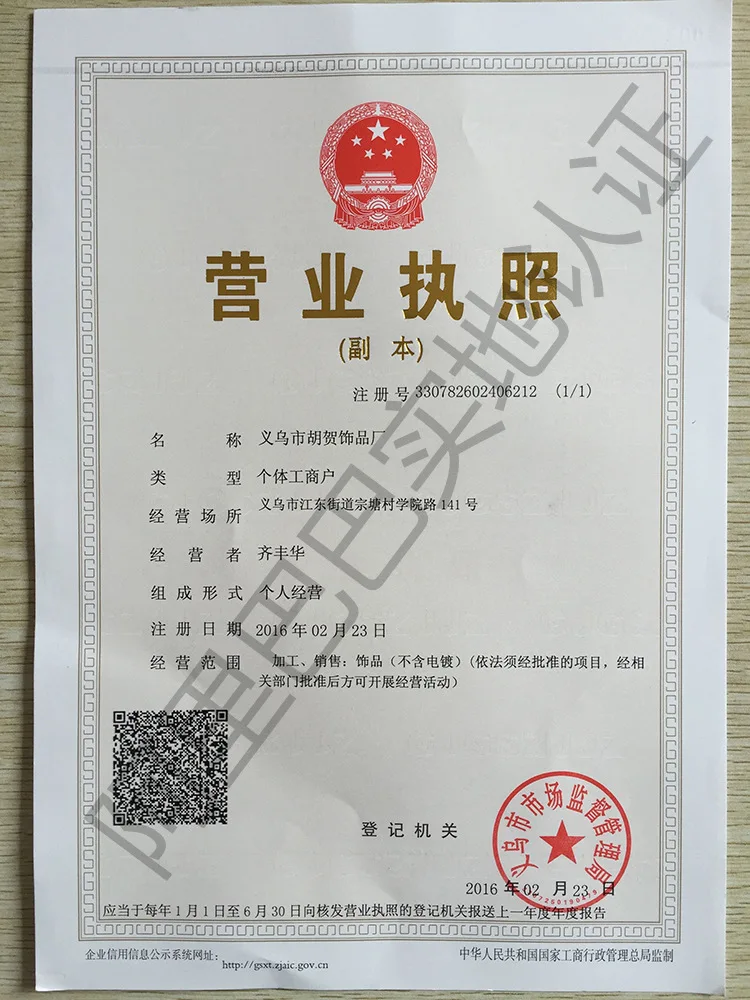 营业执照
(副 本)
注册号330782602406212 (1/1)
名 称 义乌市胡贺饰品厂
类 型 个体工商户
经营场所 义乌市江东街道宗塘村学院路141号
经 营 者 齐丰华
组成形式 个人经营
注册日期 2016年02月23日
经营范围 加工、销售：饰品（不含电镀）(依法须经批准的项目，经相
关部门批准后方可开展经营活动)
登记机关
义乌市市场监督管理局
2016 年 02 月 23 日
应当于每年1月1日至6月30日向核发营业执照的登记机关报送上一年度年度报告
企业信用信息公示系统网址：http://gsxt.zjaic.gov.cn
中华人民共和国国家工商行政管理总局监制
阿里巴巴实地认证